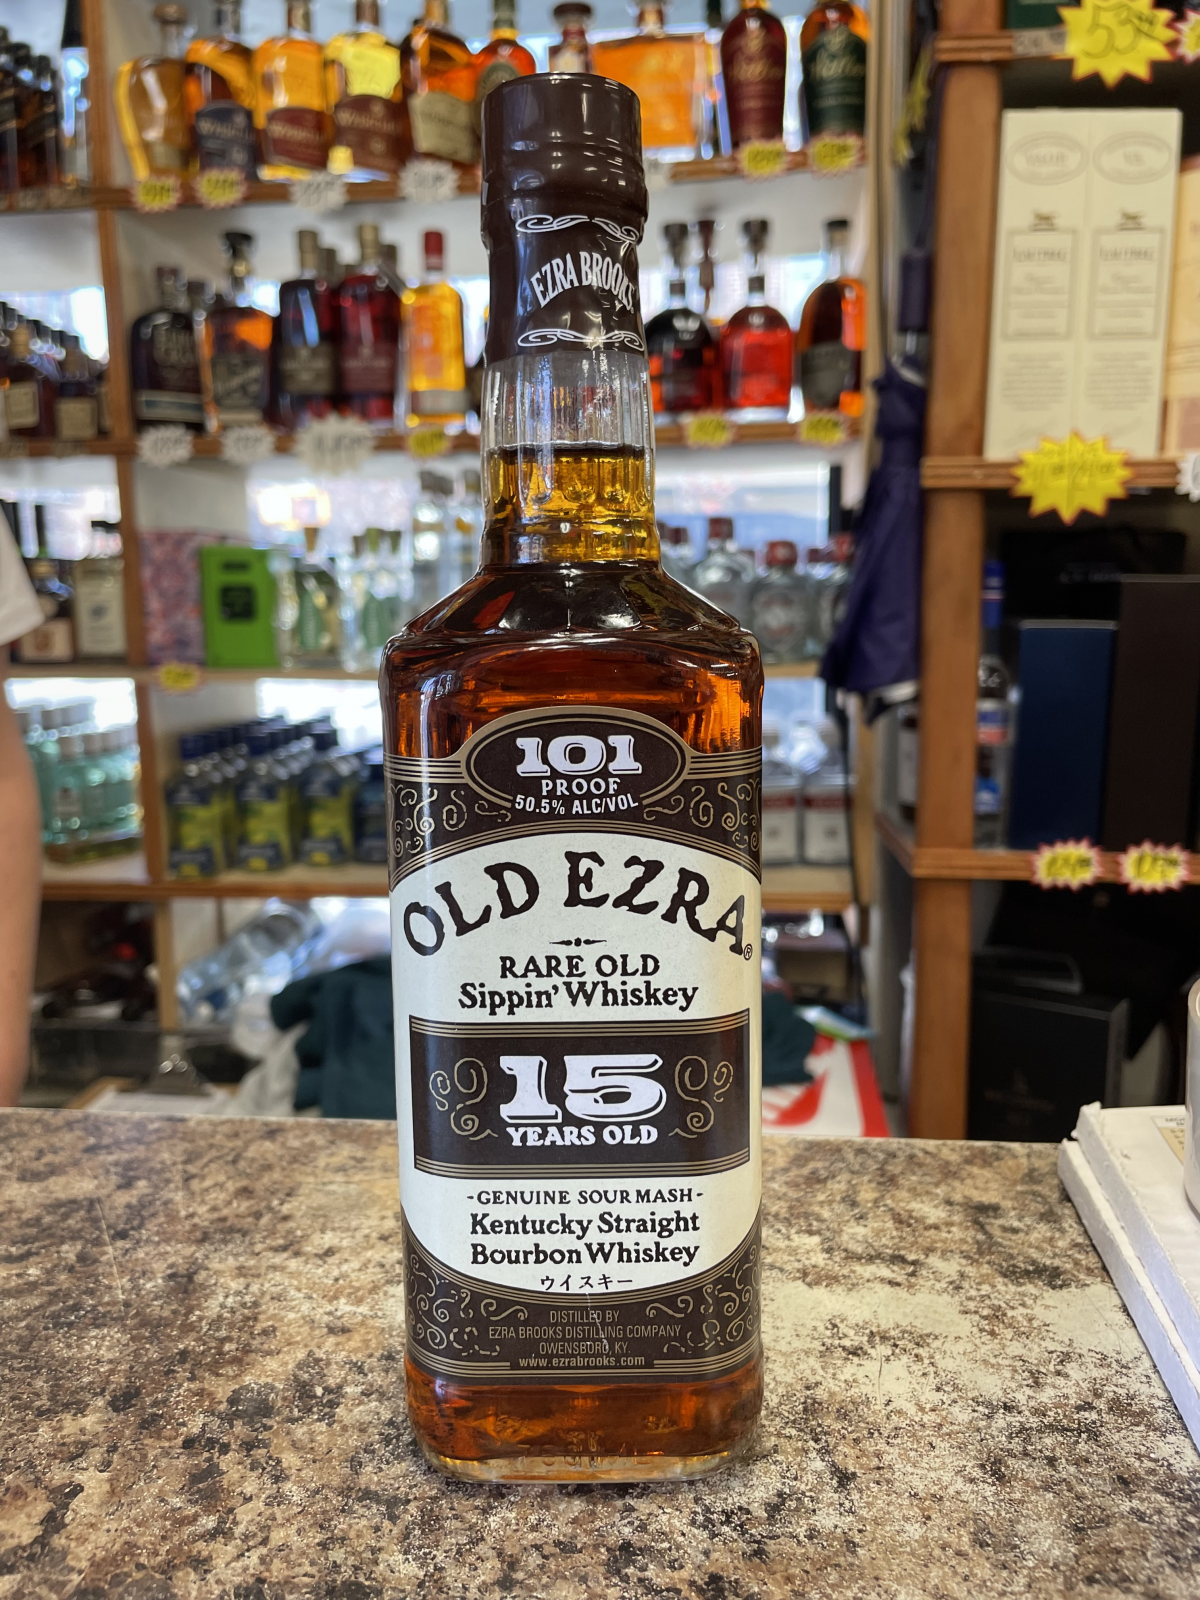 EZRA BROOKS
101
PROOF
50.5% ALC/VOL
OLD EZRA®
RARE OLD
Sippin' Whiskey
15
YEARS OLD
-GENUINE SOUR MASH-
Kentucky Straight
Bourbon Whiskey
ウイスキー
DISTILLED BY
EZRA BROOKS DISTILLING COMPANY
OWENSBORO, KY.
www.ezrabrooks.com